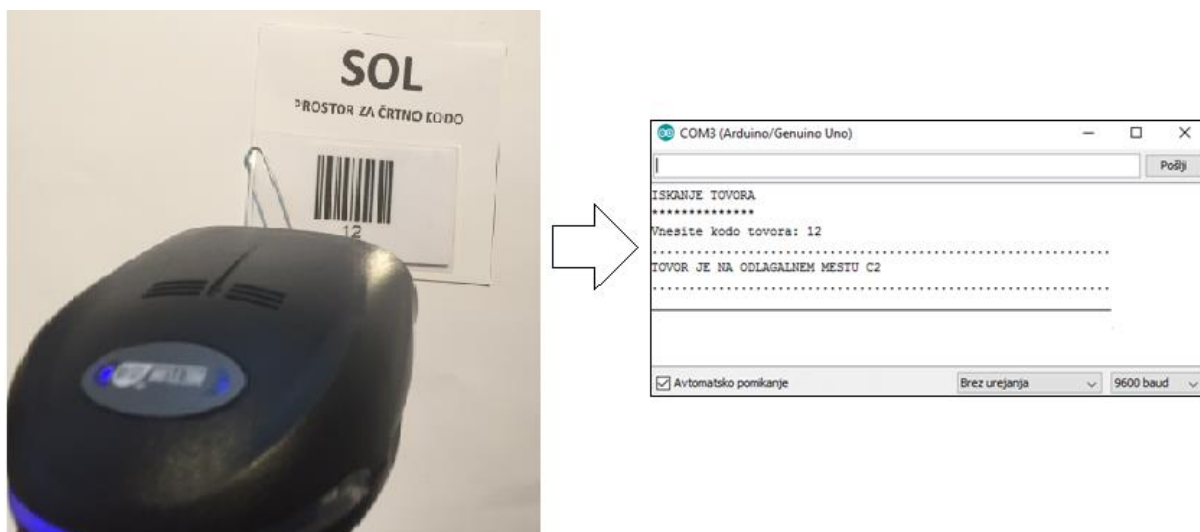 SOL
PROSTOR ZA ČRTNO KODO
12
COM3 (Arduino/Genuino Uno)
Pošlji
ISKANJE TOVORA
**************
Vnesite kodo tovora: 12
TOVOR JE NA ODLAGALNEM MESTU C2
Avtomatsko pomikanje
Brez urejanja
9600 baud